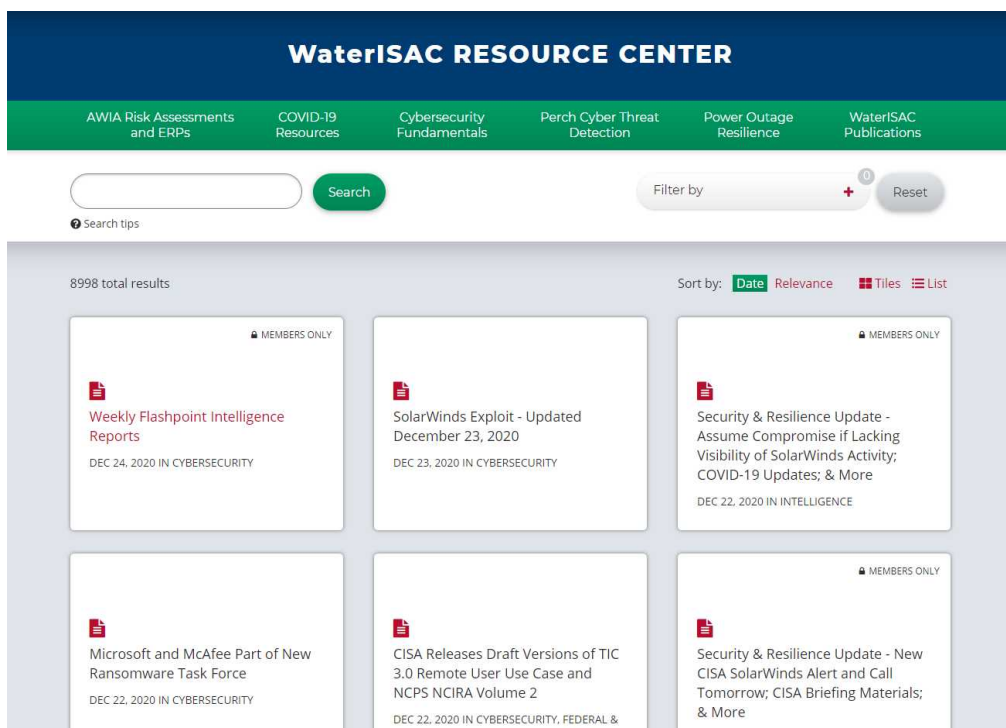 WaterISAC RESOURCE CENTER
AWIA Risk Assessments
and ERPs
COVID-19
Resources
Cybersecurity
Fundamentals
Perch Cyber Threat
Detection
Power Outage
Resilience
WaterISAC
Publications
Search
Filter by
+
0
Reset
? Search tips
8998 total results
Sort by: Date Relevance Tiles List
MEMBERS ONLY
Weekly Flashpoint Intelligence
Reports
DEC 24, 2020 IN CYBERSECURITY
SolarWinds Exploit - Updated
December 23, 2020
DEC 23, 2020 IN CYBERSECURITY
MEMBERS ONLY
Security & Resilience Update -
Assume Compromise if Lacking
Visibility of SolarWinds Activity;
COVID-19 Updates; & More
DEC 22, 2020 IN INTELLIGENCE
Microsoft and McAfee Part of New
Ransomware Task Force
DEC 22, 2020 IN CYBERSECURITY
CISA Releases Draft Versions of TIC
3.0 Remote User Use Case and
NCPS NCIRA Volume 2
DEC 22, 2020 IN CYBERSECURITY, FEDERAL &
MEMBERS ONLY
Security & Resilience Update - New
CISA SolarWinds Alert and Call
Tomorrow; CISA Briefing Materials;
& More